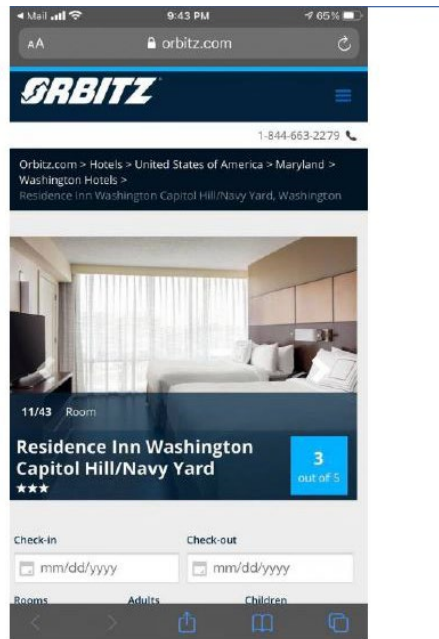 Mail 9:43 PM 65%
AA orbitz.com
ORBITZ
1-844-663-2279
Orbitz.com > Hotels > United States of America > Maryland >
Washington Hotels >
Residence Inn Washington Capitol Hill/Navy Yard, Washington
11/43 Room
Residence Inn Washington
Capitol Hill/Navy Yard
3
out of 5
Check-in Check-out
mm/dd/yyyy mm/dd/yyyy
Rooms Adults Children